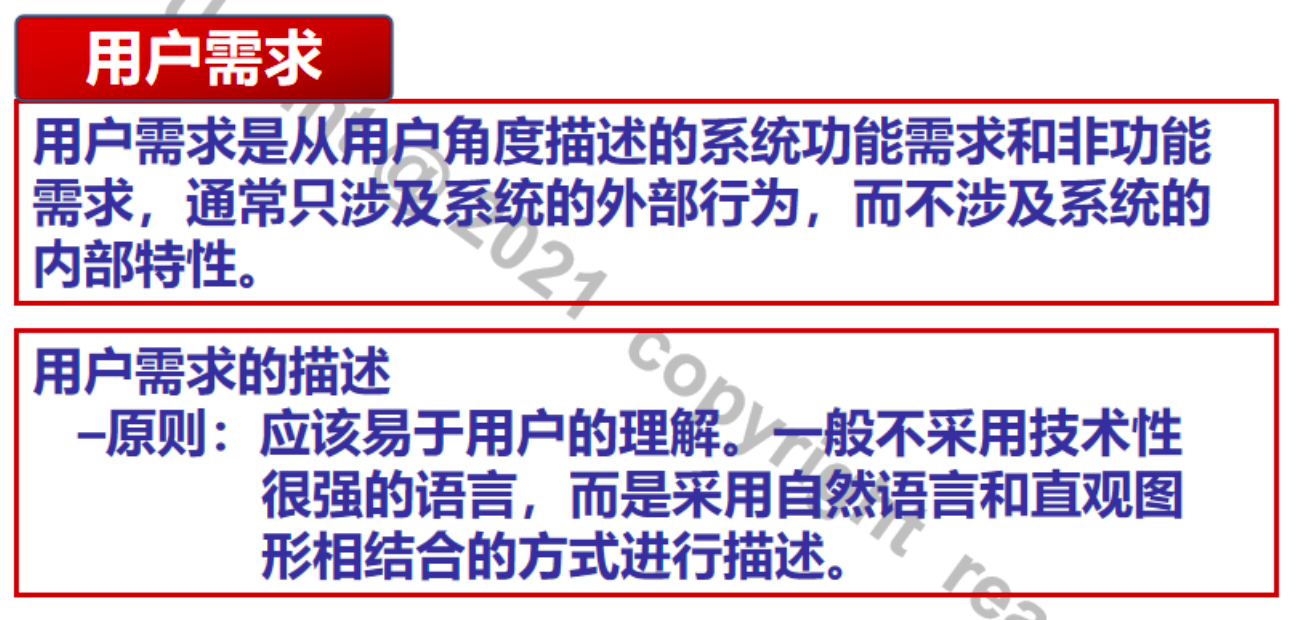 用户需求
用户需求是从用户角度描述的系统功能需求和非功能
需求，通常只涉及系统的外部行为，而不涉及系统的
内部特性。
用户需求的描述
–原则：应该易于用户的理解。一般不采用技术性
很强的语言，而是采用自然语言和直观图
形相结合的方式进行描述。
@ 2021 copyright